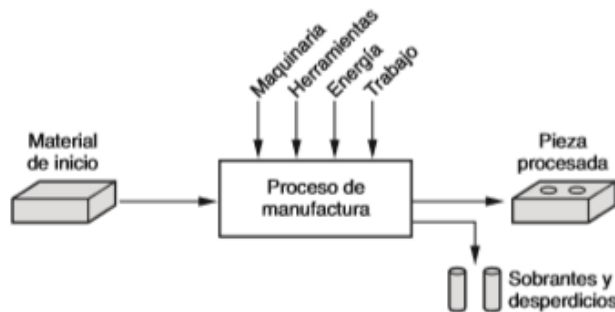 Maquinaria
Herramientas
Energía
Trabajo
Material
de inicio
Proceso de
manufactura
Pieza
procesada
Sobrantes y
desperdicios